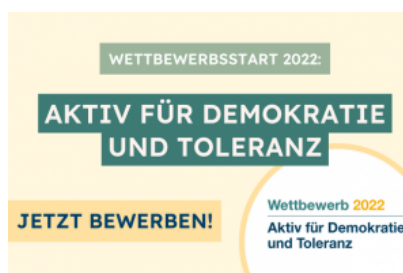 WETTBEWERBSSTART 2022:
AKTIV FÜR DEMOKRATIE
UND TOLERANZ
JETZT BEWERBEN!
Wettbewerb 2022
Aktiv für Demokratie
und Toleranz